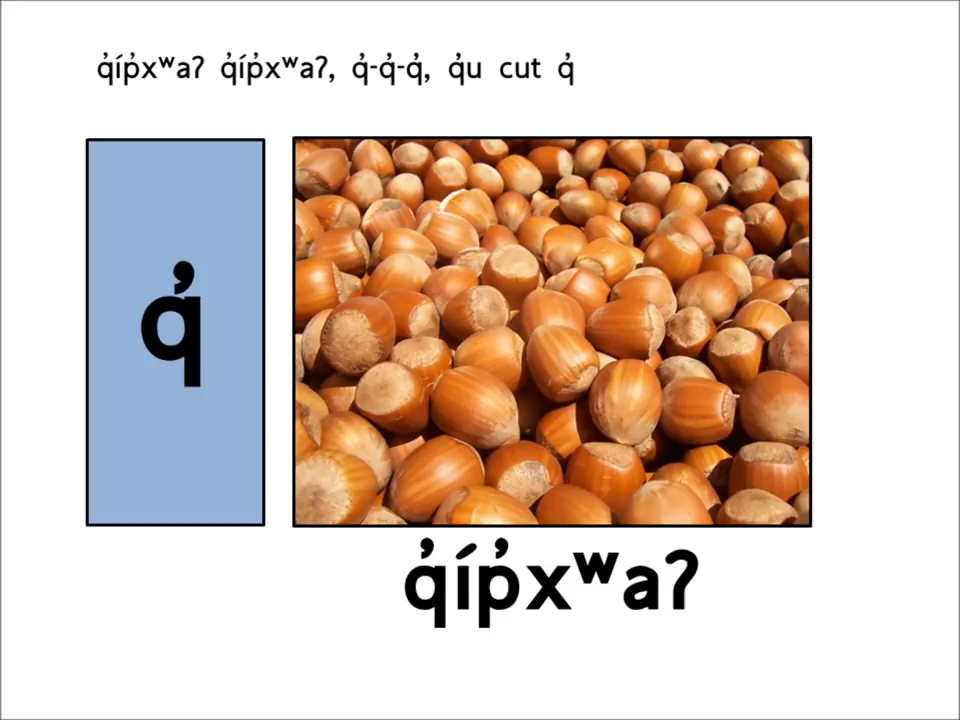 q̓íp̓xʷaʔ q̓íp̓xʷaʔ, q̓-q̓-q̓, q̓u cut q̓
q̓
q̓íp̓xʷaʔ